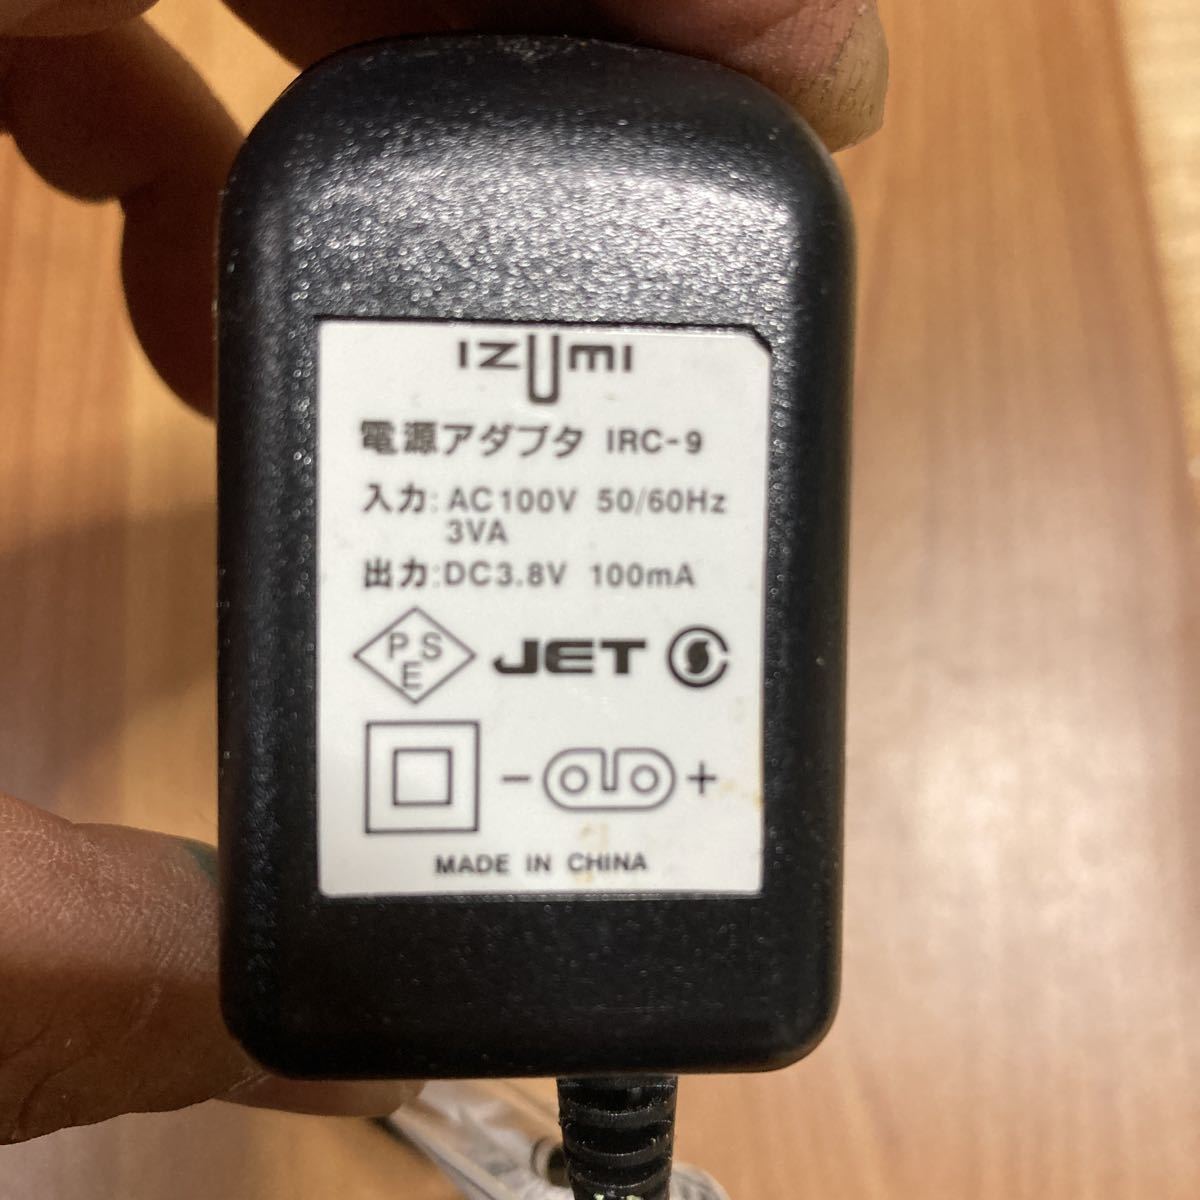 IZUMI
電源アダプタ IRC-9
入力: AC100V 50/60Hz
3VA
出力: DC3.8V 100mA
PSE JET S
- +
MADE IN CHINA